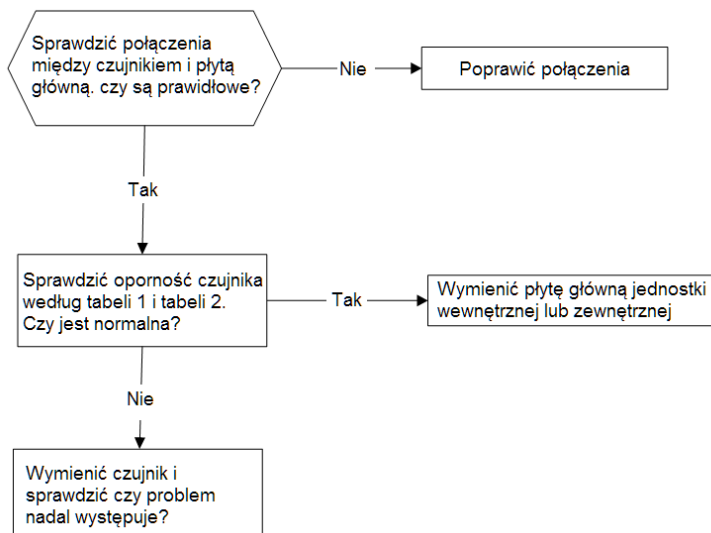 Sprawdzić połączenia
między czujnikiem i płytą
główną. czy są prawidłowe?
Nie
Poprawić połączenia
Tak
Sprawdzić oporność czujnika
według tabeli 1 i tabeli 2.
Czy jest normalna?
Tak
Wymienić płytę główną jednostki
wewnętrznej lub zewnętrznej
Nie
Wymienić czujnik i
sprawdzić czy problem
nadal występuje?